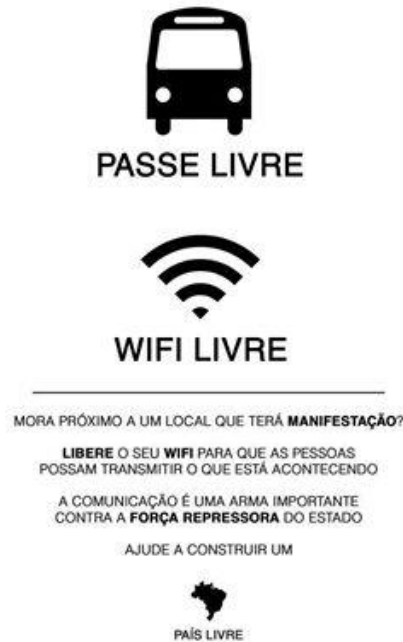 PASSE LIVRE
WIFI LIVRE
MORA PRÓXIMO A UM LOCAL QUE TERÁ MANIFESTAÇÃO?
LIBERE O SEU WIFI PARA QUE AS PESSOAS
POSSAM TRANSMITIR O QUE ESTÁ ACONTECENDO
A COMUNICAÇÃO É UMA ARMA IMPORTANTE
CONTRA A FORÇA REPRESSORA DO ESTADO
AJUDE A CONSTRUIR UM
PAÍS LIVRE